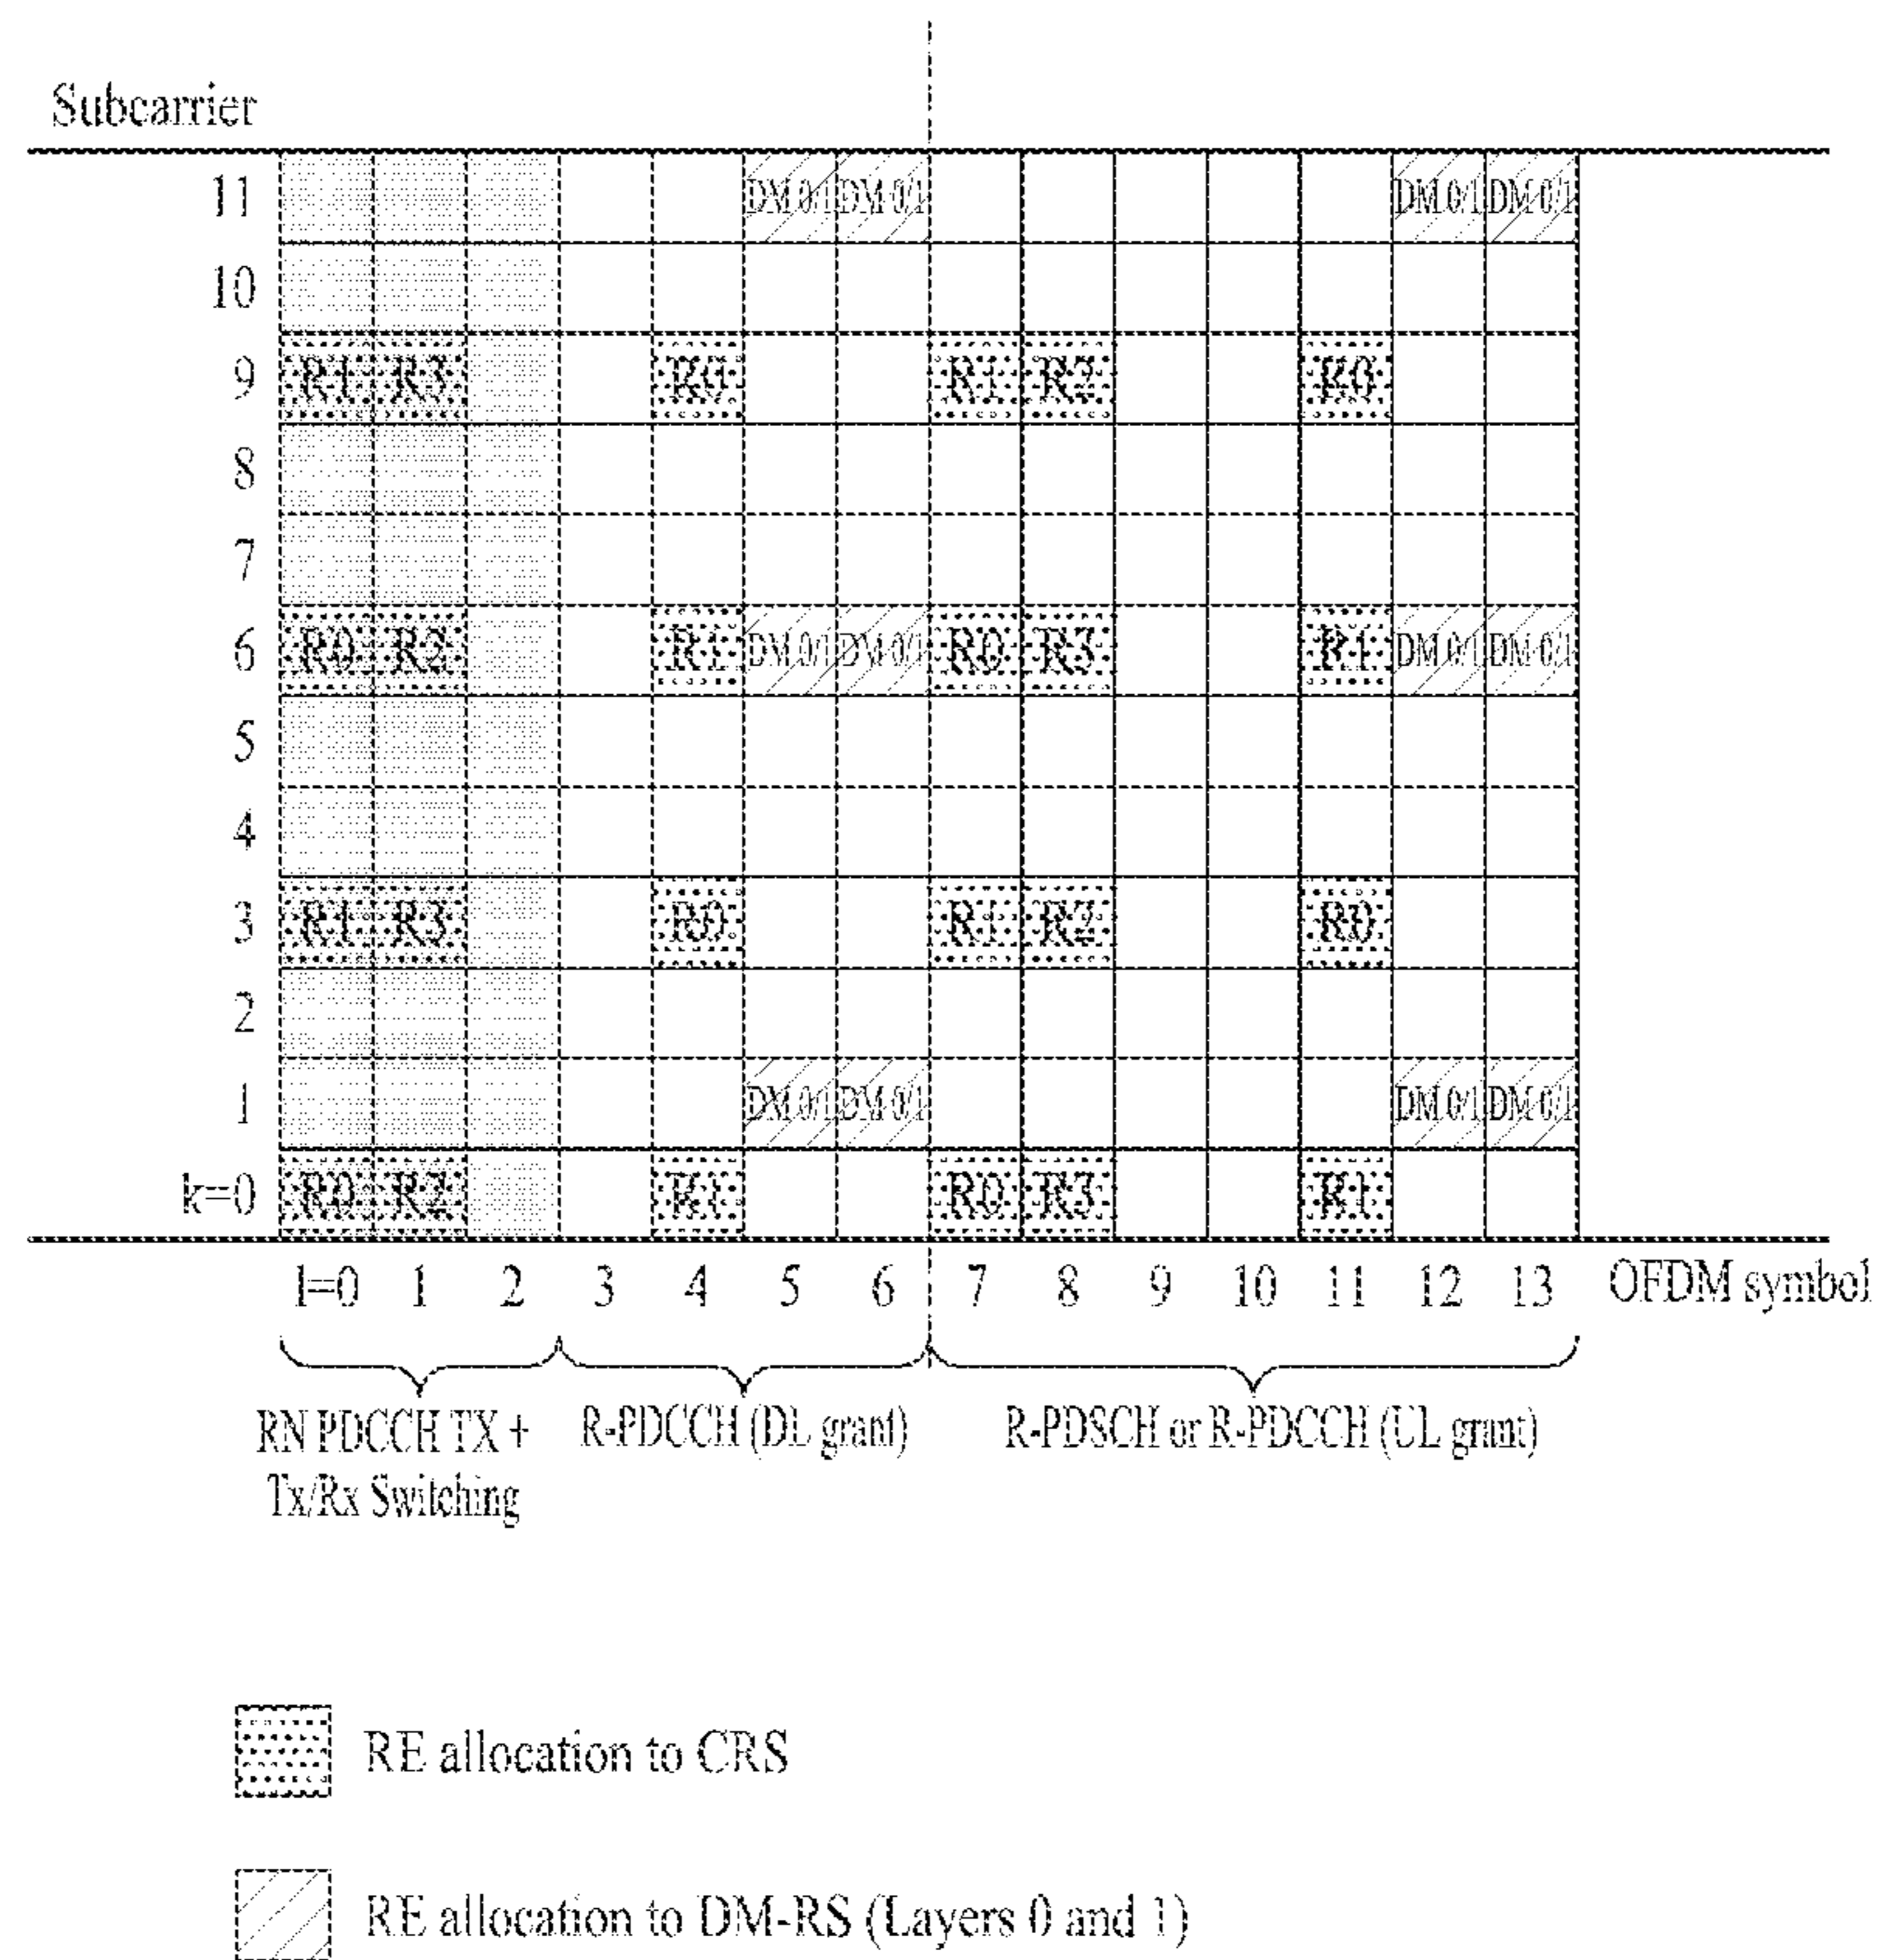 Subcarrier
11 DM 0/1 DM 0/1 DM 0/1 DM 0/1
10
9 R1 R3 R0 R1 R2 R0
8
7
6 R0 R2 R1 DM 0/1 DM 0/1 R0 R3 R1 DM 0/1 DM 0/1
5
4
3 R1 R3 R0 R1 R2 R0
2
1 DM 0/1 DM 0/1 DM 0/1 DM 0/1
k=0 R0 R2 R1 R0 R3 R1
l=0 1 2 3 4 5 6 7 8 9 10 11 12 13 OFDM symbol
RN PDCCH TX + R-PDCCH (DL grant) R-PDSCH or R-PDCCH (UL grant)
Tx/Rx Switching
RE allocation to CRS
RE allocation to DM-RS (Layers 0 and 1)